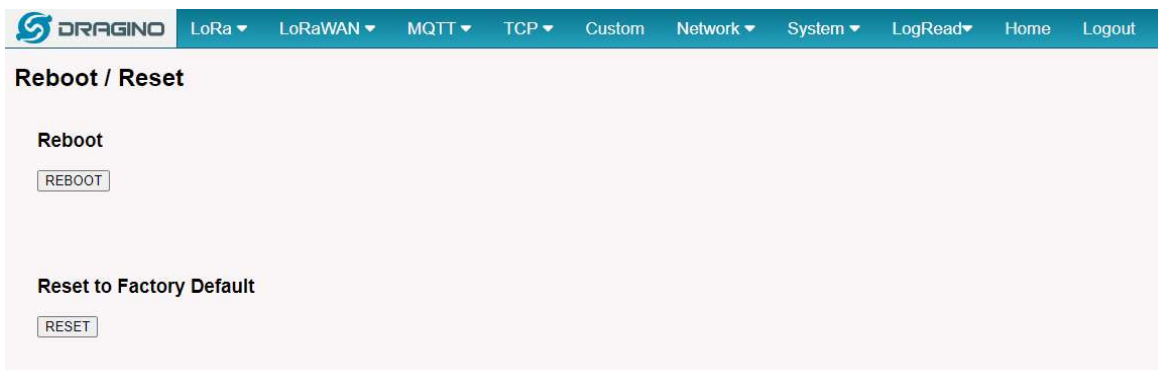 DRAGINO LoRa LoRaWAN MQTT TCP Custom Network System LogRead Home Logout
Reboot / Reset
Reboot
REBOOT
Reset to Factory Default
RESET